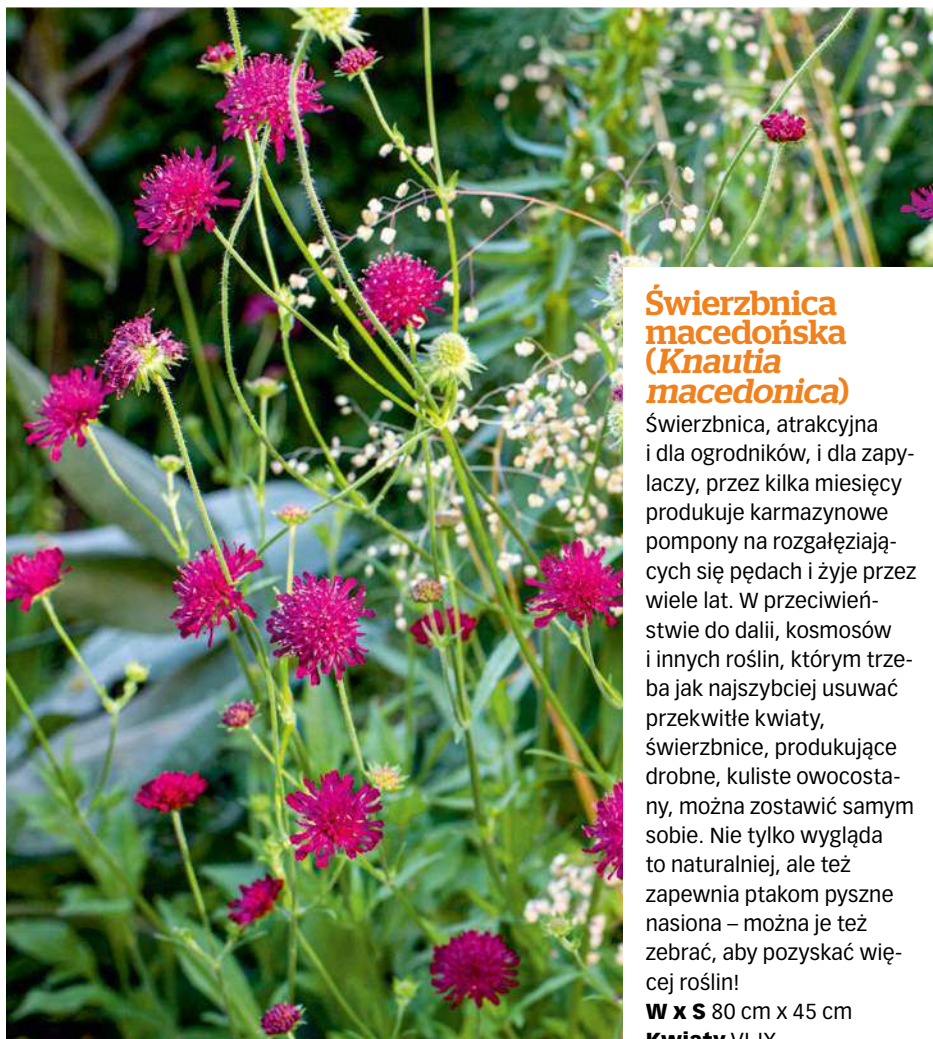 Świerzbnica
macedońska
(Knautia
macedonica)
Świerzbnica, atrakcyjna
i dla ogrodników, i dla zapy-
laczy, przez kilka miesięcy
produkuje karmazynowe
pompony na rozgałęziają-
cych się pędach i żyje przez
wiele lat. W przeciwień-
stwie do dalii, kosmosów
i innych roślin, którym trze-
ba jak najszybciej usuwać
przekwitłe kwiaty,
świerzbnice, produkujące
drobne, kuliste owocosta-
ny, można zostawić samym
sobie. Nie tylko wygląda
to naturalniej, ale też
zapewnia ptakom pyszne
nasiona – można je też
zebrać, aby pozyskać wię-
cej roślin!
W x S 80 cm x 45 cm
Kwiaty VI-IX